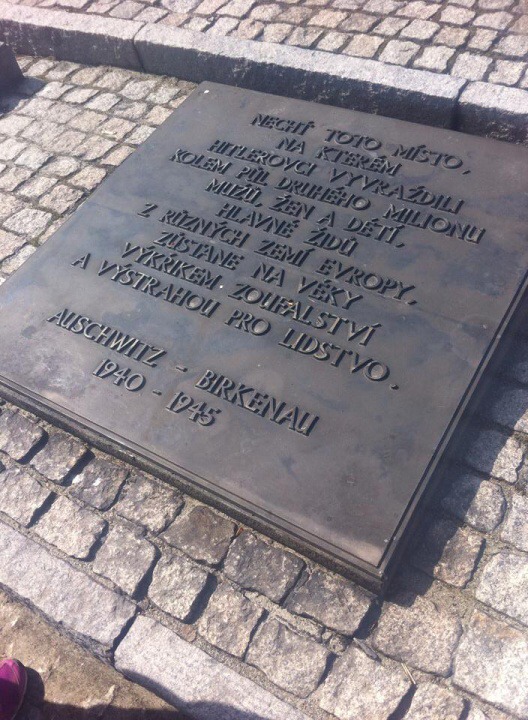 NECHŤ TOTO MÍSTO,
NA KTERÉM
HITLEROVCI VYVRAŽDILI
KOLEM PŮL DRUHÉHO MILIONU
MUŽŮ, ŽEN A DĚTÍ,
HLAVNĚ ŽIDŮ
Z RŮZNÝCH ZEMÍ EVROPY,
ZŮSTANE NA VĚKY
VÝKŘIKEM ZOUFALSTVÍ
A VÝSTRAHOU PRO LIDSTVO.
AUSCHWITZ - BIRKENAU
1940 - 1945